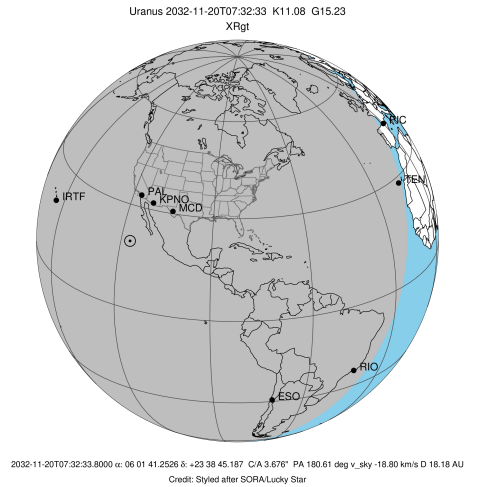 Uranus 2032-11-20T07:32:33 K11.08 G15.23
XRgt
PIC
TEN
IRTF
PAL
KPNO
MCD
RIO
ESO
2032-11-20T07:32:33.8000 α: 06 01 41.2526 δ: +23 38 45.187 C/A 3.676" PA 180.61 deg v_sky -18.80 km/s D 18.18 AU
Credit: Styled after SORA/Lucky Star